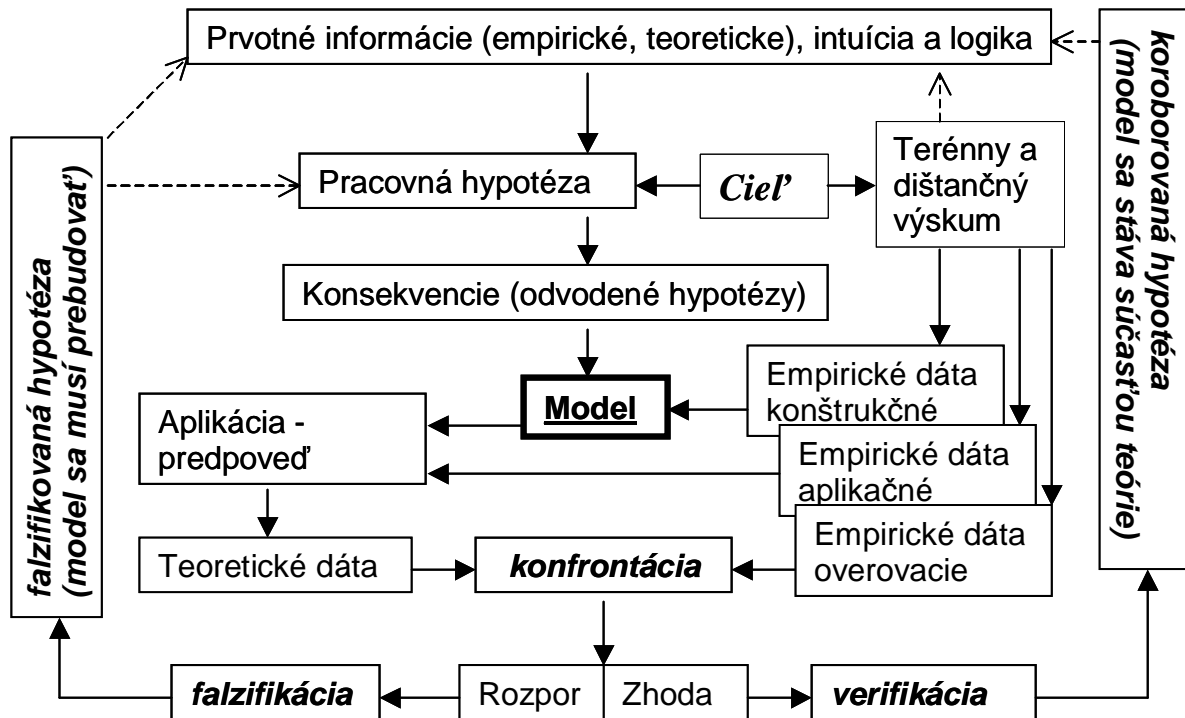 Prvotné informácie (empirické, teoreticke), intuícia a logika
Pracovná hypotéza
Cieľ
Terénny a
dištančný
výskum
Konsekvencie (odvodené hypotézy)
Model
Empirické dáta
konštrukčné
Aplikácia -
predpoveď
Empirické dáta
aplikačné
Teoretické dáta
konfrontácia
Empirické dáta
overovacie
falzifikácia
Rozpor
Zhoda
verifikácia
falzifikovaná hypotéza
(model sa musí prebudovať)
koroborovaná hypotéza
(model sa stáva súčasťou teórie)